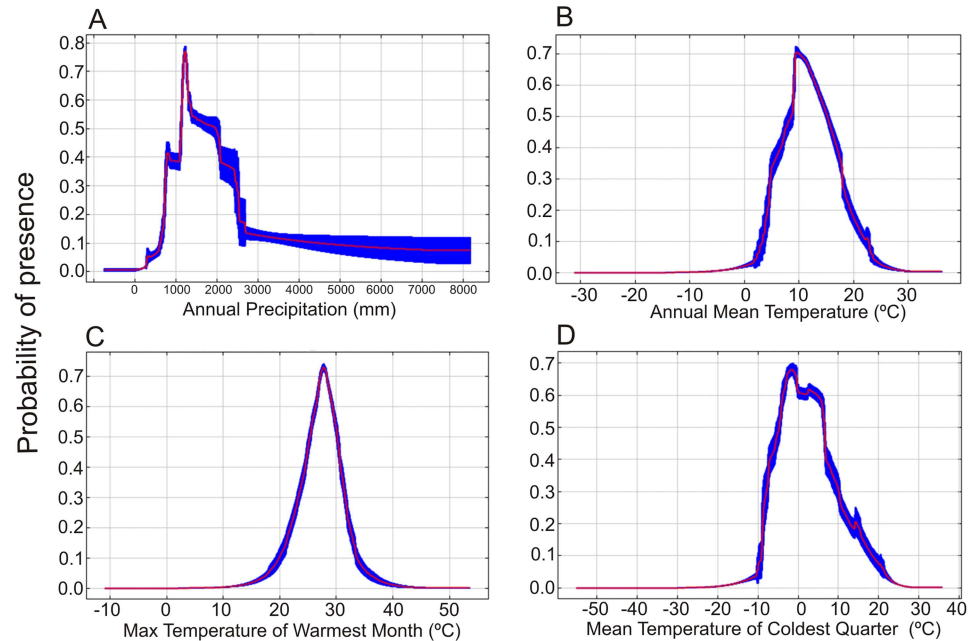 A
B
0.8
0.7
0.6
0.5
0.4
0.3
0.2
0.1
0.0
0 1000 2000 3000 4000 5000 6000 7000 8000
Annual Precipitation (mm)
0.7
0.6
0.5
0.4
0.3
0.2
0.1
0.0
-30 -20 -10 0 10 20 30
Annual Mean Temperature (ºC)
Probability of presence
C
D
0.7
0.6
0.5
0.4
0.3
0.2
0.1
0.0
-10 0 10 20 30 40 50
Max Temperature of Warmest Month (ºC)
0.7
0.6
0.5
0.4
0.3
0.2
0.1
0.0
-50 -40 -30 -20 -10 0 10 20 30 40
Mean Temperature of Coldest Quarter (ºC)